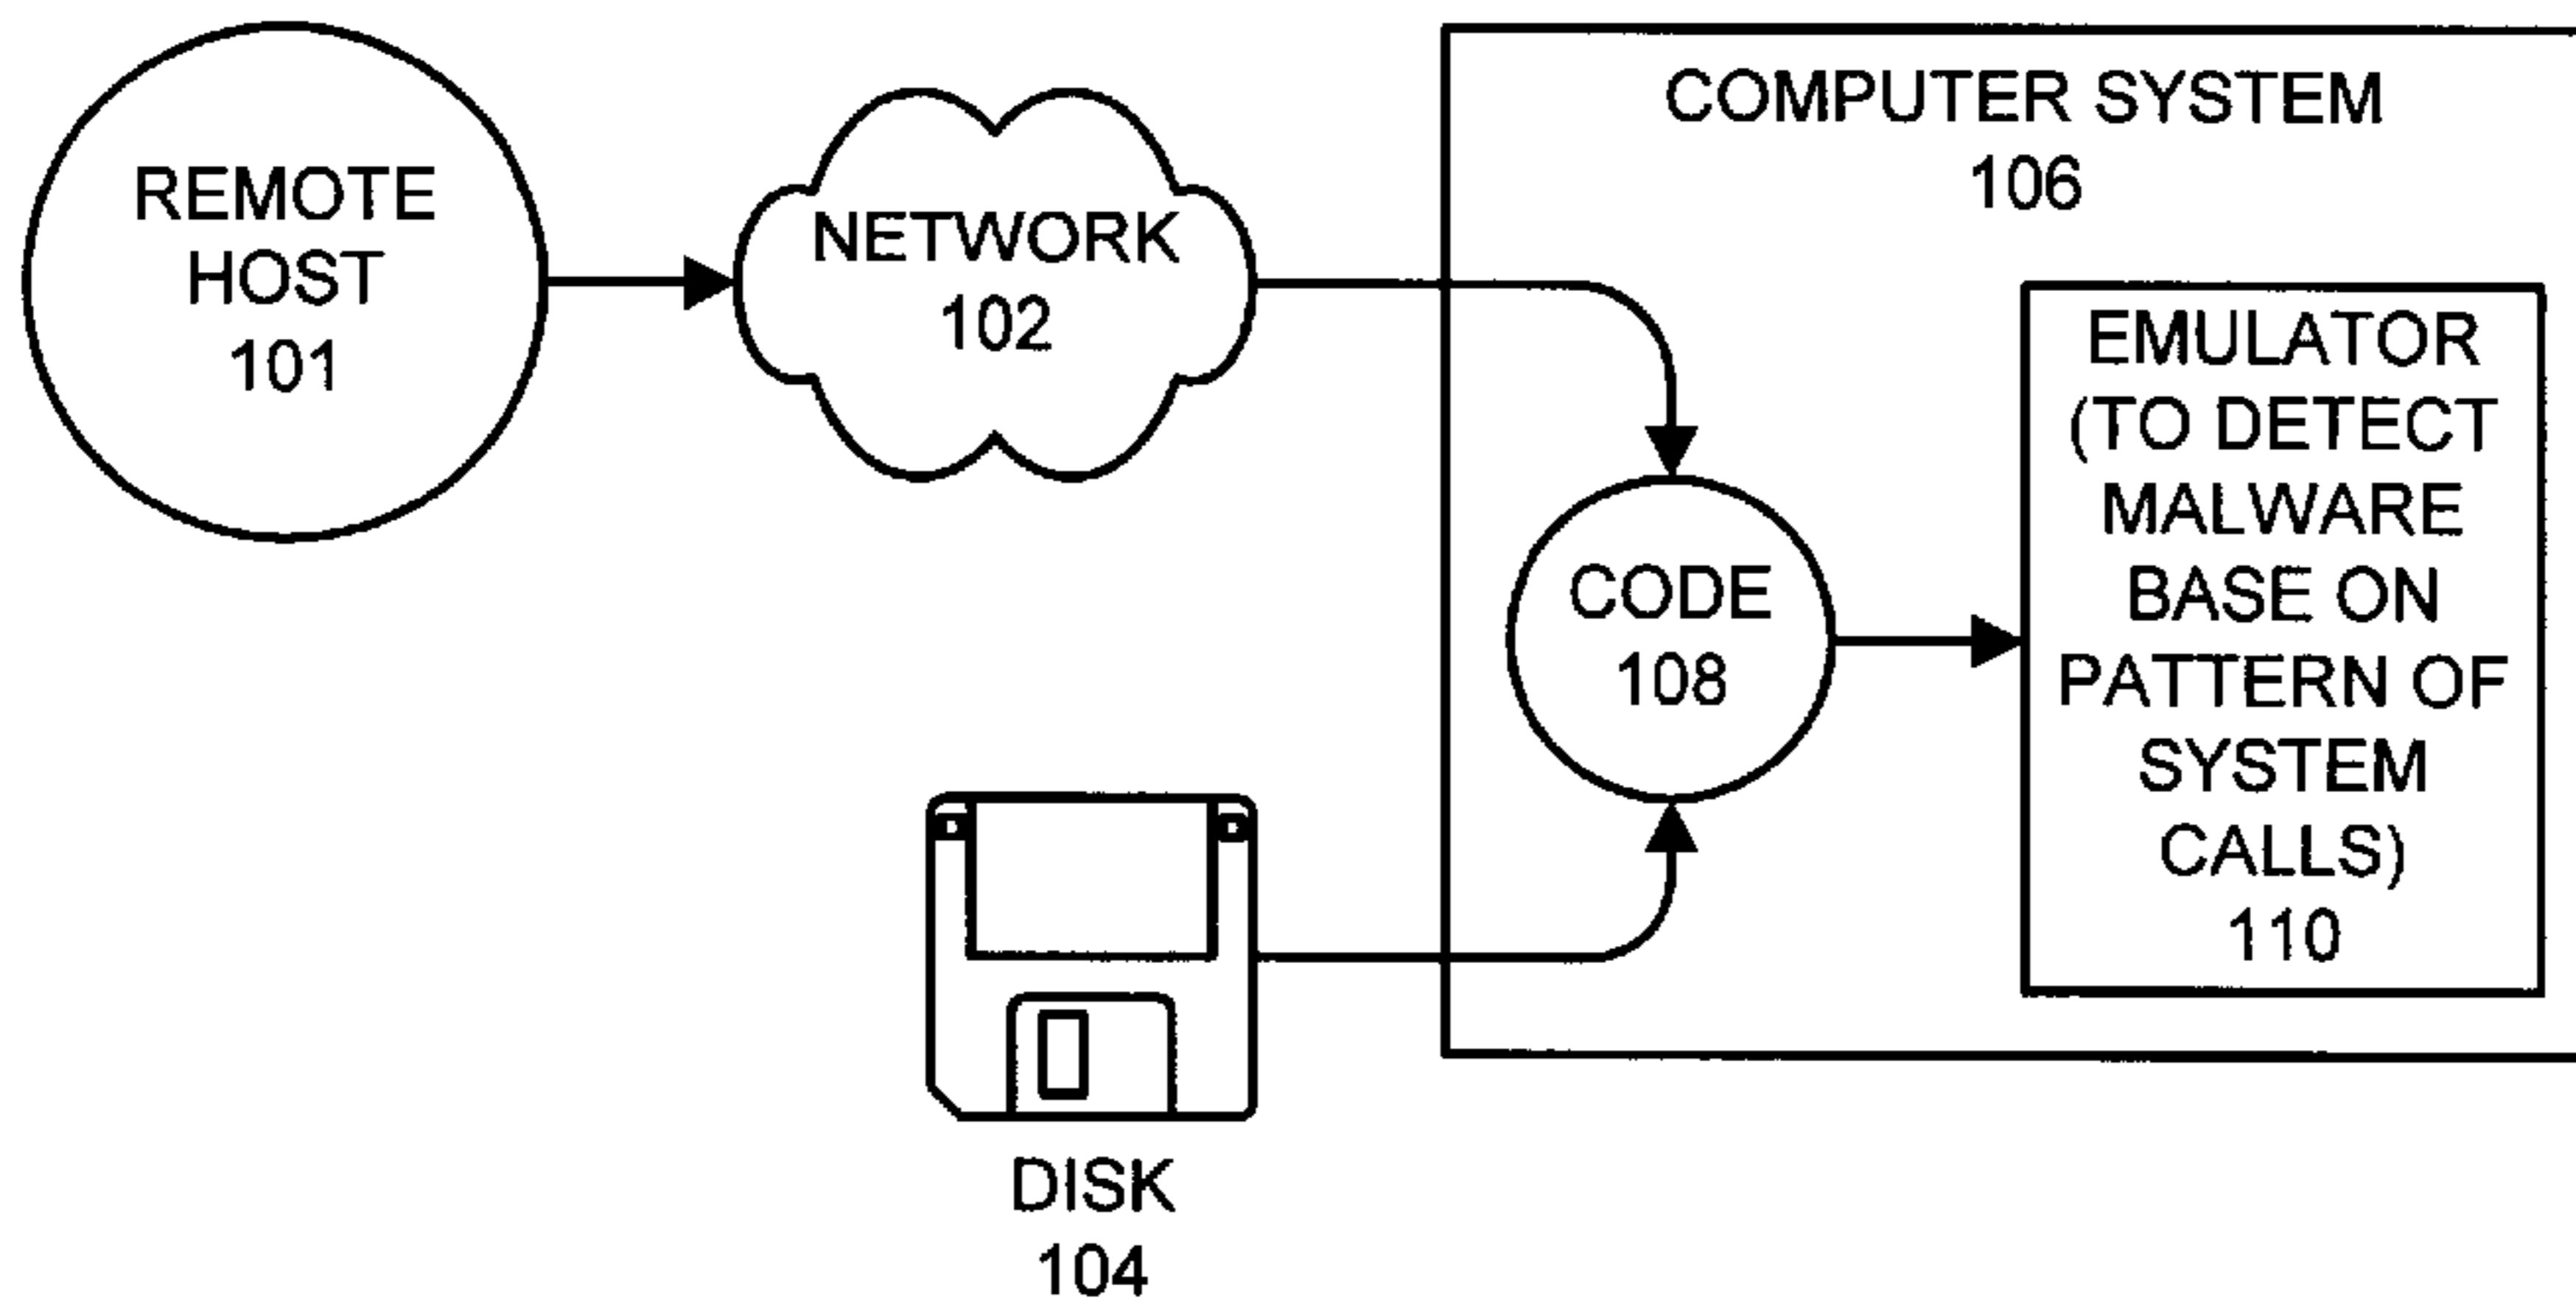 REMOTE
HOST
101
NETWORK
102
COMPUTER SYSTEM
106
CODE
108
EMULATOR
(TO DETECT
MALWARE
BASE ON
PATTERN OF
SYSTEM
CALLS)
110
DISK
104